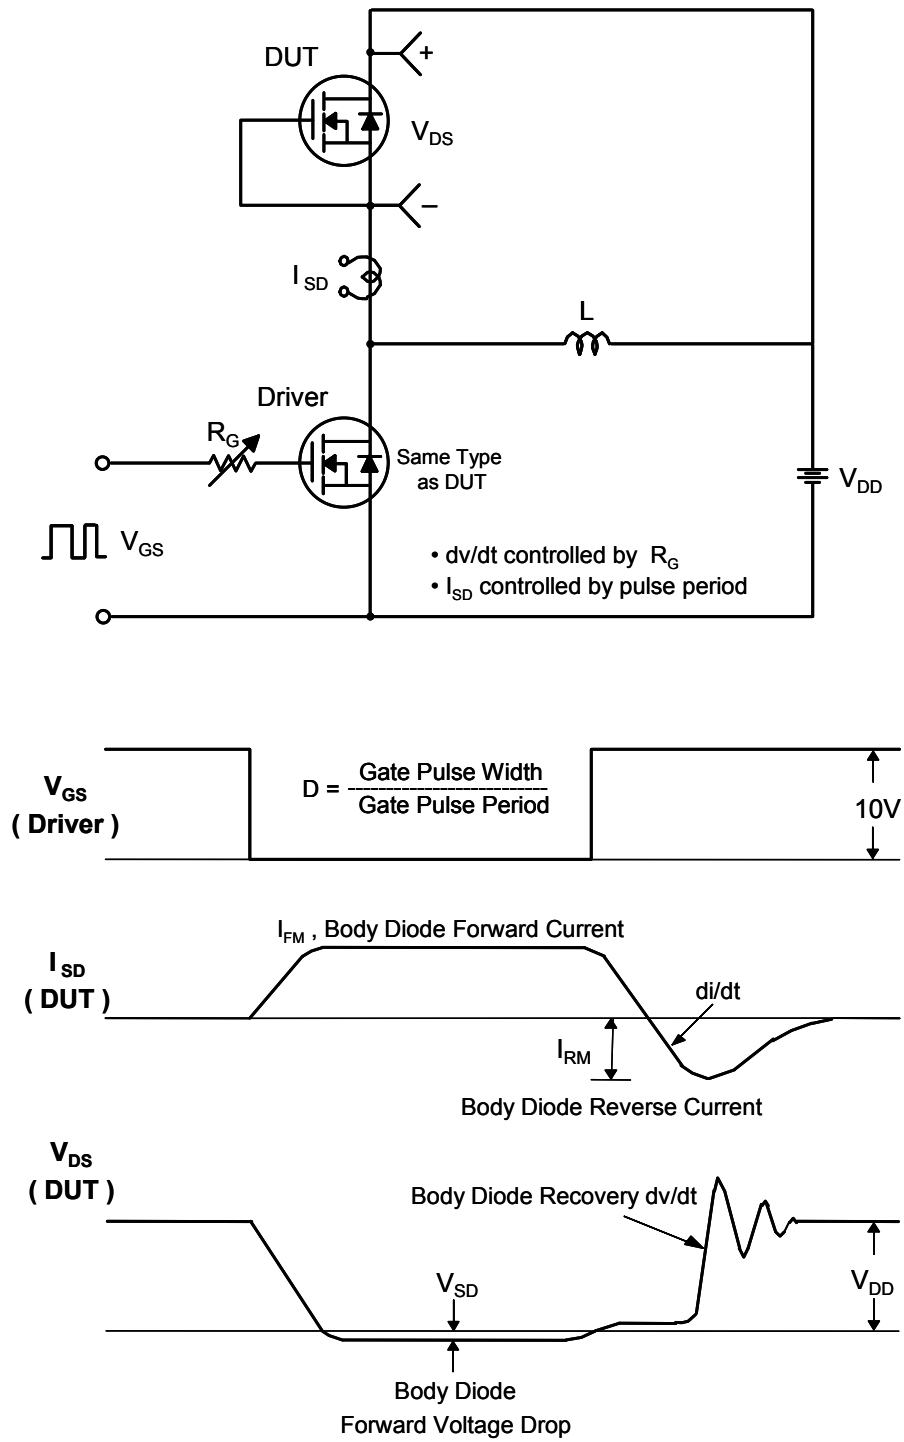 DUT
+
V_DS
–
I_SD
L
Driver
R_G
Same Type
as DUT
V_DD
V_GS
• dv/dt controlled by R_G
• I_SD controlled by pulse period
V_GS
( Driver )
D = Gate Pulse Width
Gate Pulse Period
10V
I_FM , Body Diode Forward Current
I_SD
( DUT )
di/dt
I_RM
Body Diode Reverse Current
V_DS
( DUT )
Body Diode Recovery dv/dt
V_SD
V_DD
Body Diode
Forward Voltage Drop